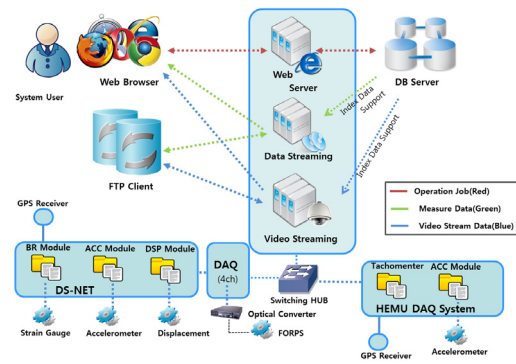 System User
Web Browser
Web
Server
DB Server
Index Data
Support
FTP Client
Data Streaming
Index Data Support
Video Streaming
Operation Job(Red)
Measure Data(Green)
Video Stream Data(Blue)
GPS Receiver
BR Module
ACC Module
DSP Module
DS-NET
DAQ
(4ch)
Switching HUB
Tachomenter
ACC Module
HEMU DAQ System
Optical Converter
Strain Gauge
Accelerometer
Displacement
FORPS
GPS Receiver
Accelerometer